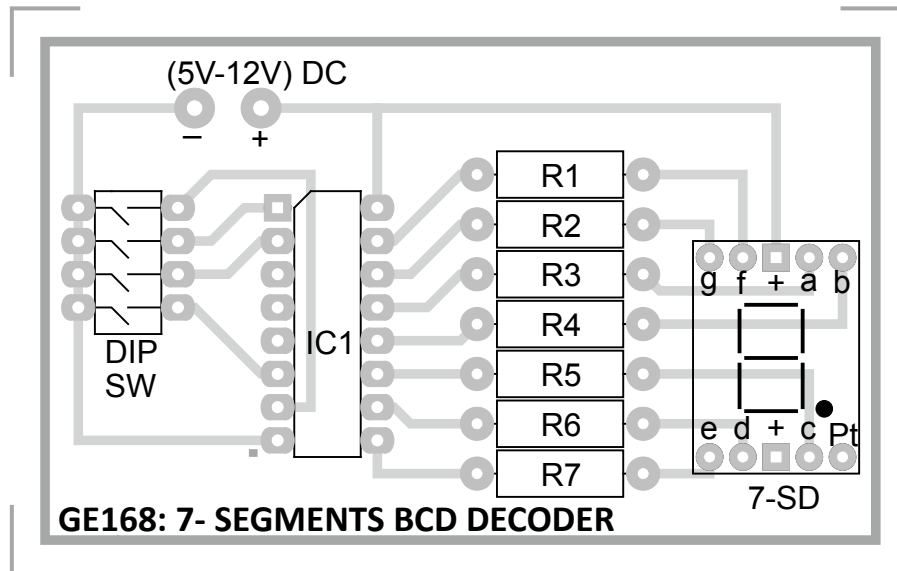 (5V-12V) DC
− +
R1
R2
R3
R4
R5
R6
R7
IC1
DIP
SW
g f + a b
e d + c Pt
7-SD
GE168: 7- SEGMENTS BCD DECODER